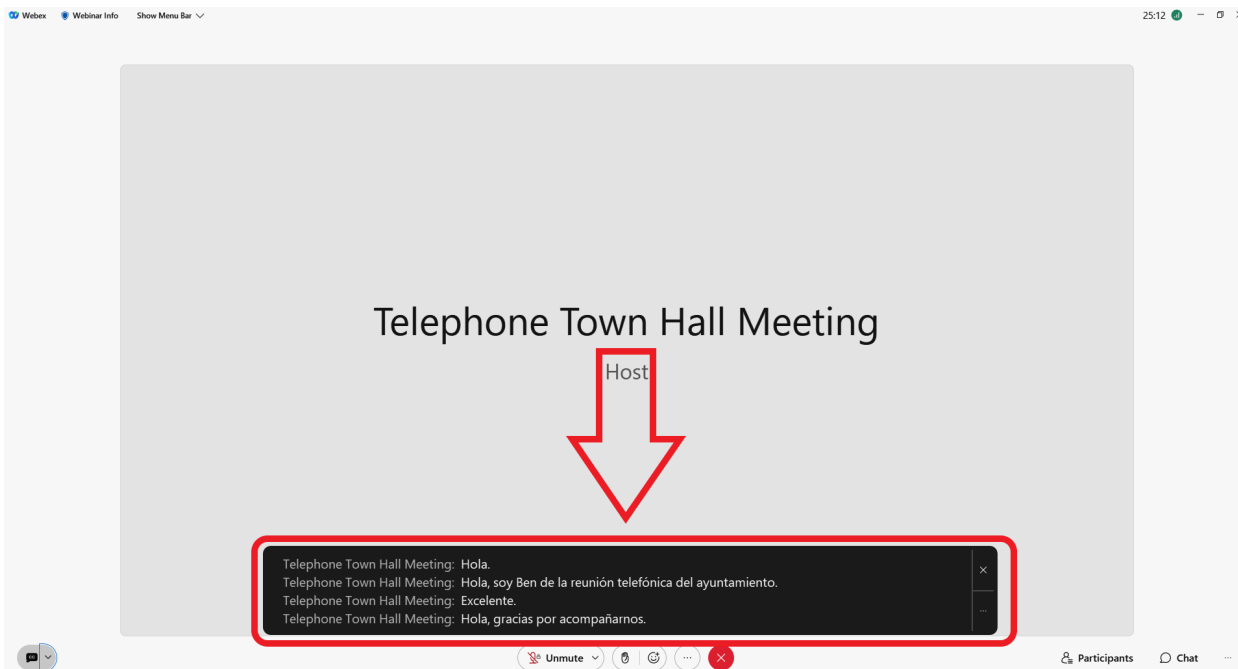 Webex Webinar Info Show Menu Bar 25:12
Telephone Town Hall Meeting
Host
Telephone Town Hall Meeting: Hola.
Telephone Town Hall Meeting: Hola, soy Ben de la reunión telefónica del ayuntamiento.
Telephone Town Hall Meeting: Excelente.
Telephone Town Hall Meeting: Hola, gracias por acompañarnos.
Unmute Participants Chat